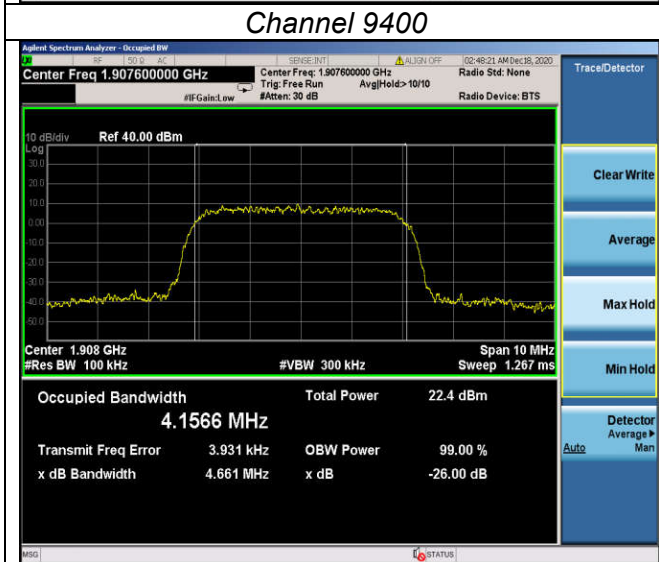 Channel 9400
Agilent Spectrum Analyzer - Occupied BW
RF 50 Ω AC SENSE:INT ALIGN OFF 02:48:21 AM Dec 18, 2020
Center Freq 1.907600000 GHz Center Freq: 1.907600000 GHz Radio Std: None
Trig: Free Run Avg|Hold:>10/10
#IFGain:Low #Atten: 30 dB Radio Device: BTS
Trace/Detector
10 dB/div Ref 40.00 dBm
Log
30.0
20.0
10.0
0.00
-10.0
-20.0
-30.0
-40.0
-50.0
Center 1.908 GHz Span 10 MHz
#Res BW 100 kHz #VBW 300 kHz Sweep 1.267 ms
Occupied Bandwidth Total Power 22.4 dBm
4.1566 MHz
Transmit Freq Error 3.931 kHz OBW Power 99.00 %
x dB Bandwidth 4.661 MHz x dB -26.00 dB
Clear Write
Average
Max Hold
Min Hold
Detector
Average▶
Auto Man
MSG STATUS